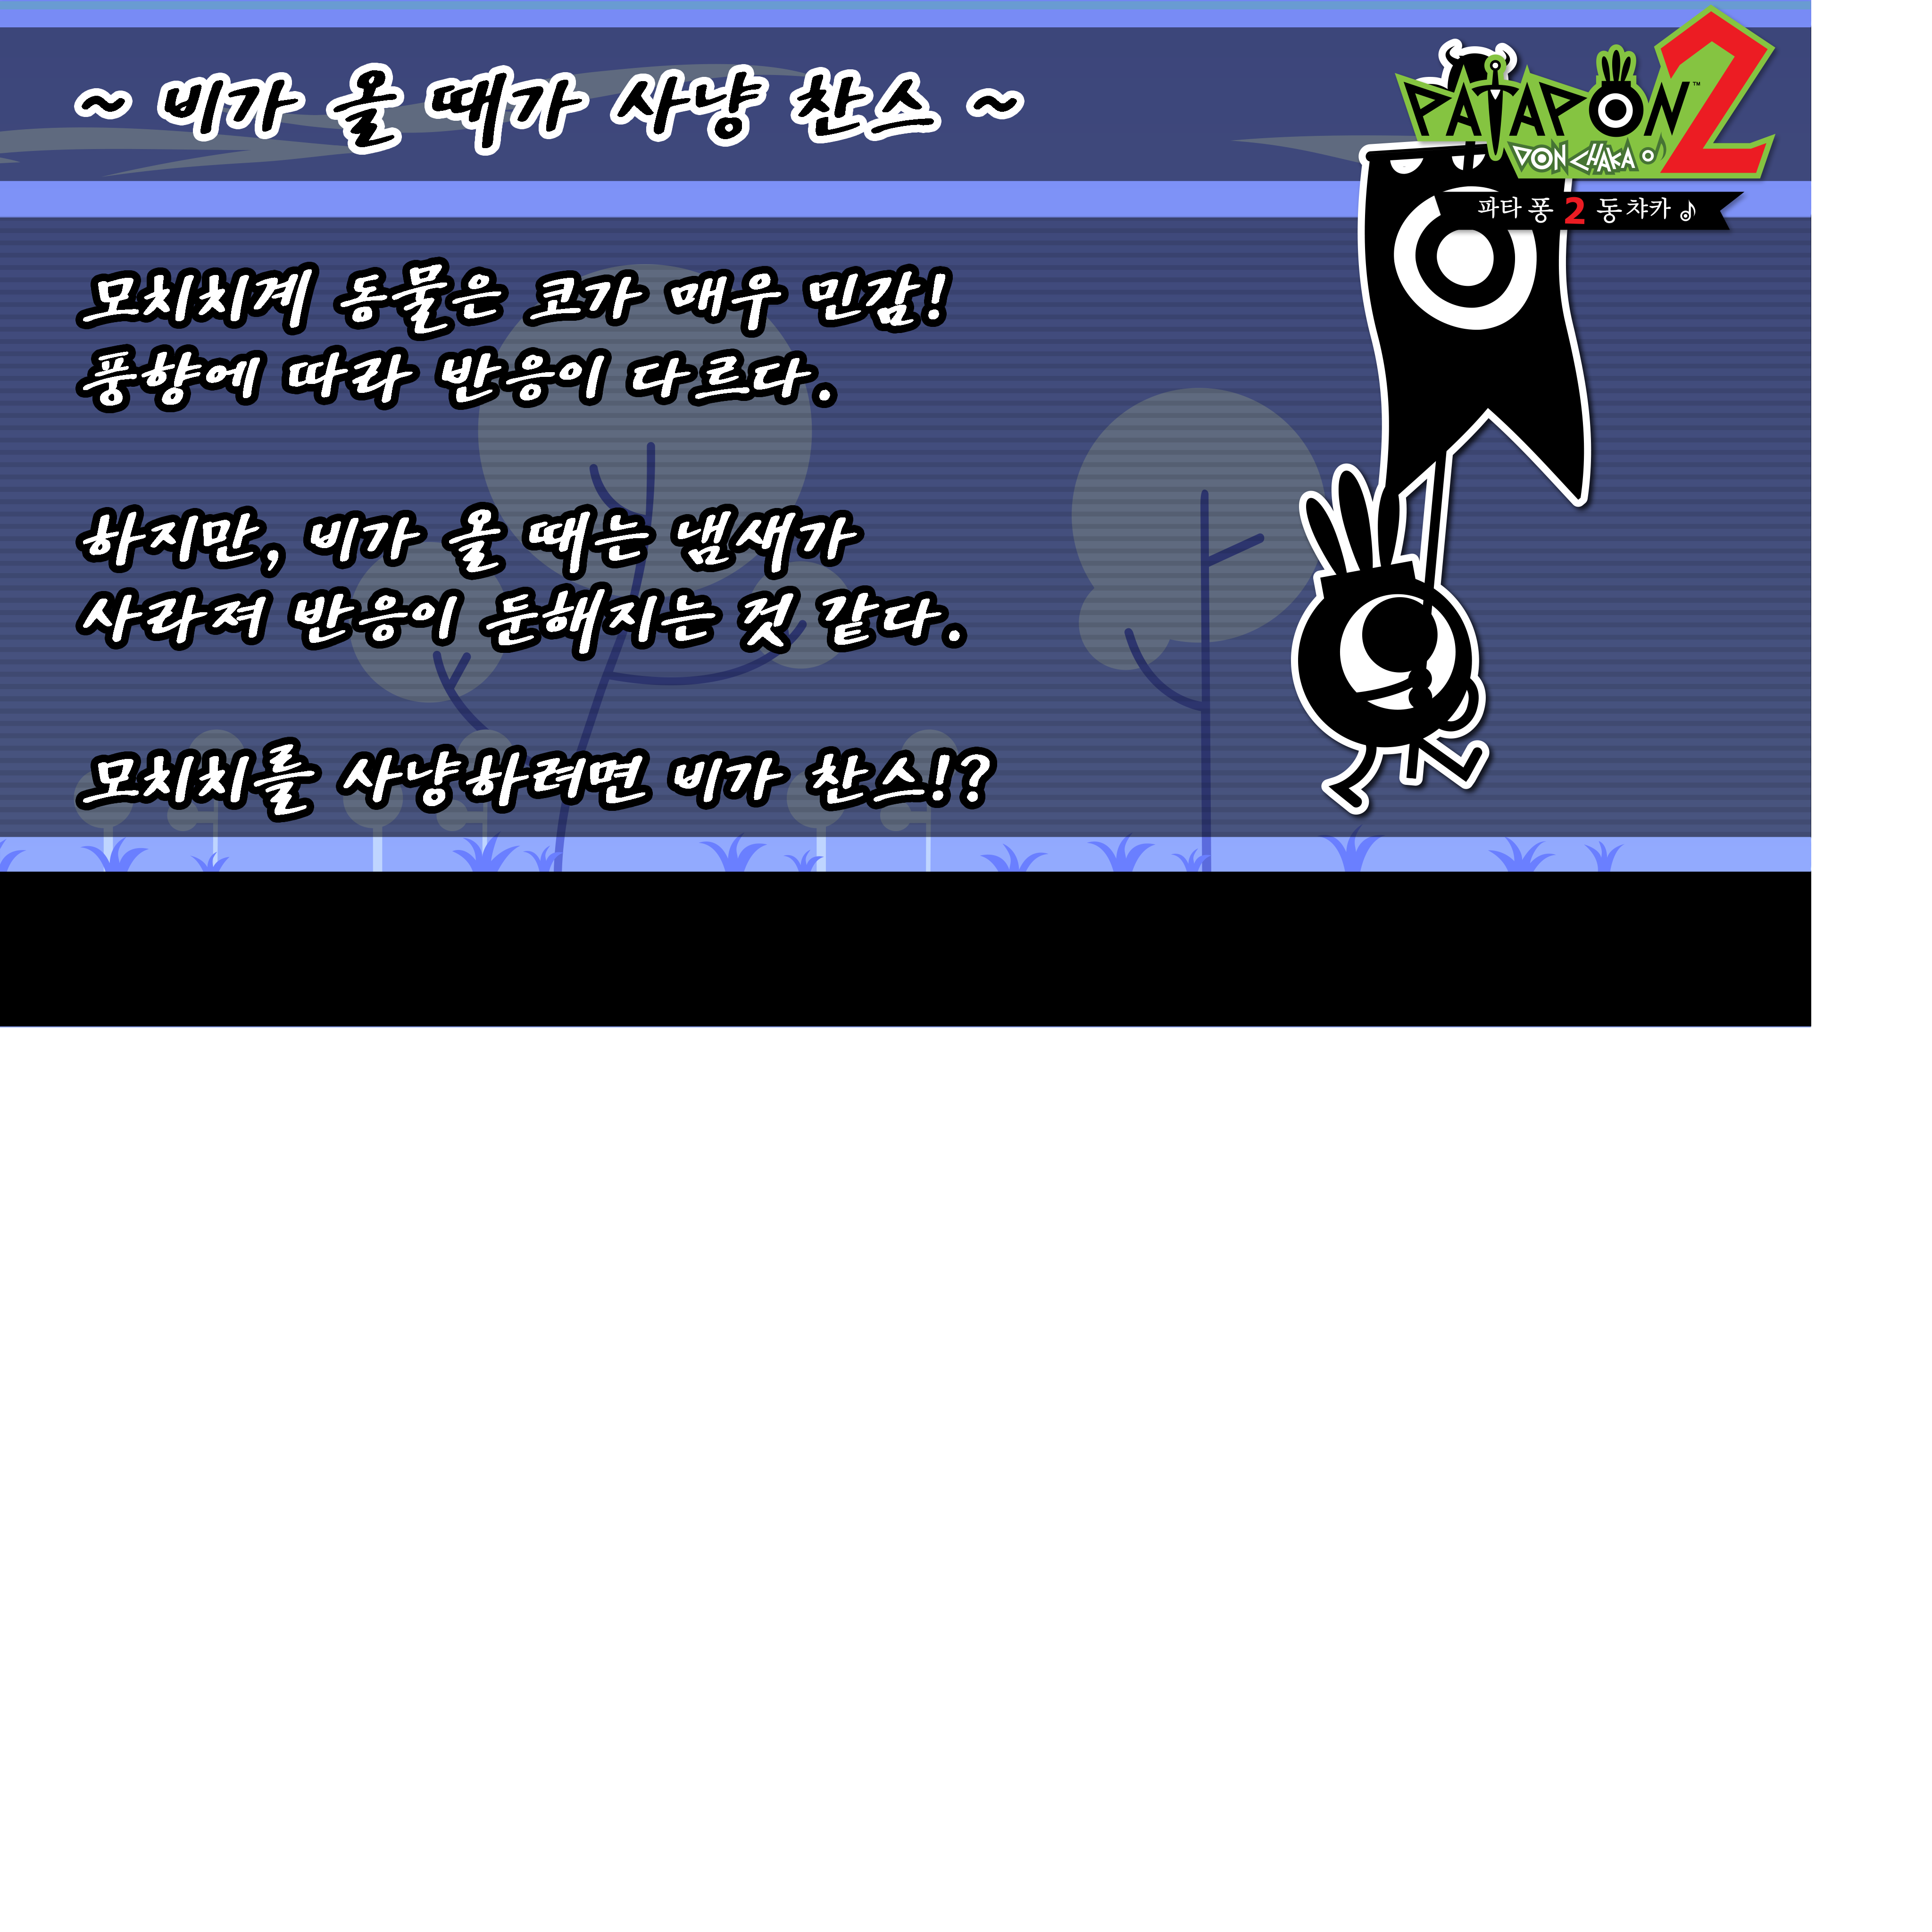 ~ 비가 올 때가 사냥 찬스 ~
PATAPON 2™
DON CHAKA♪
파타퐁 2 동챠카♪
모치치계 동물은 코가 매우 민감!
풍향에 따라 반응이 다르다.
하지만, 비가 올 때는 냄새가
사라져 반응이 둔해지는 것 같다.
모치치를 사냥하려면 비가 찬스!?